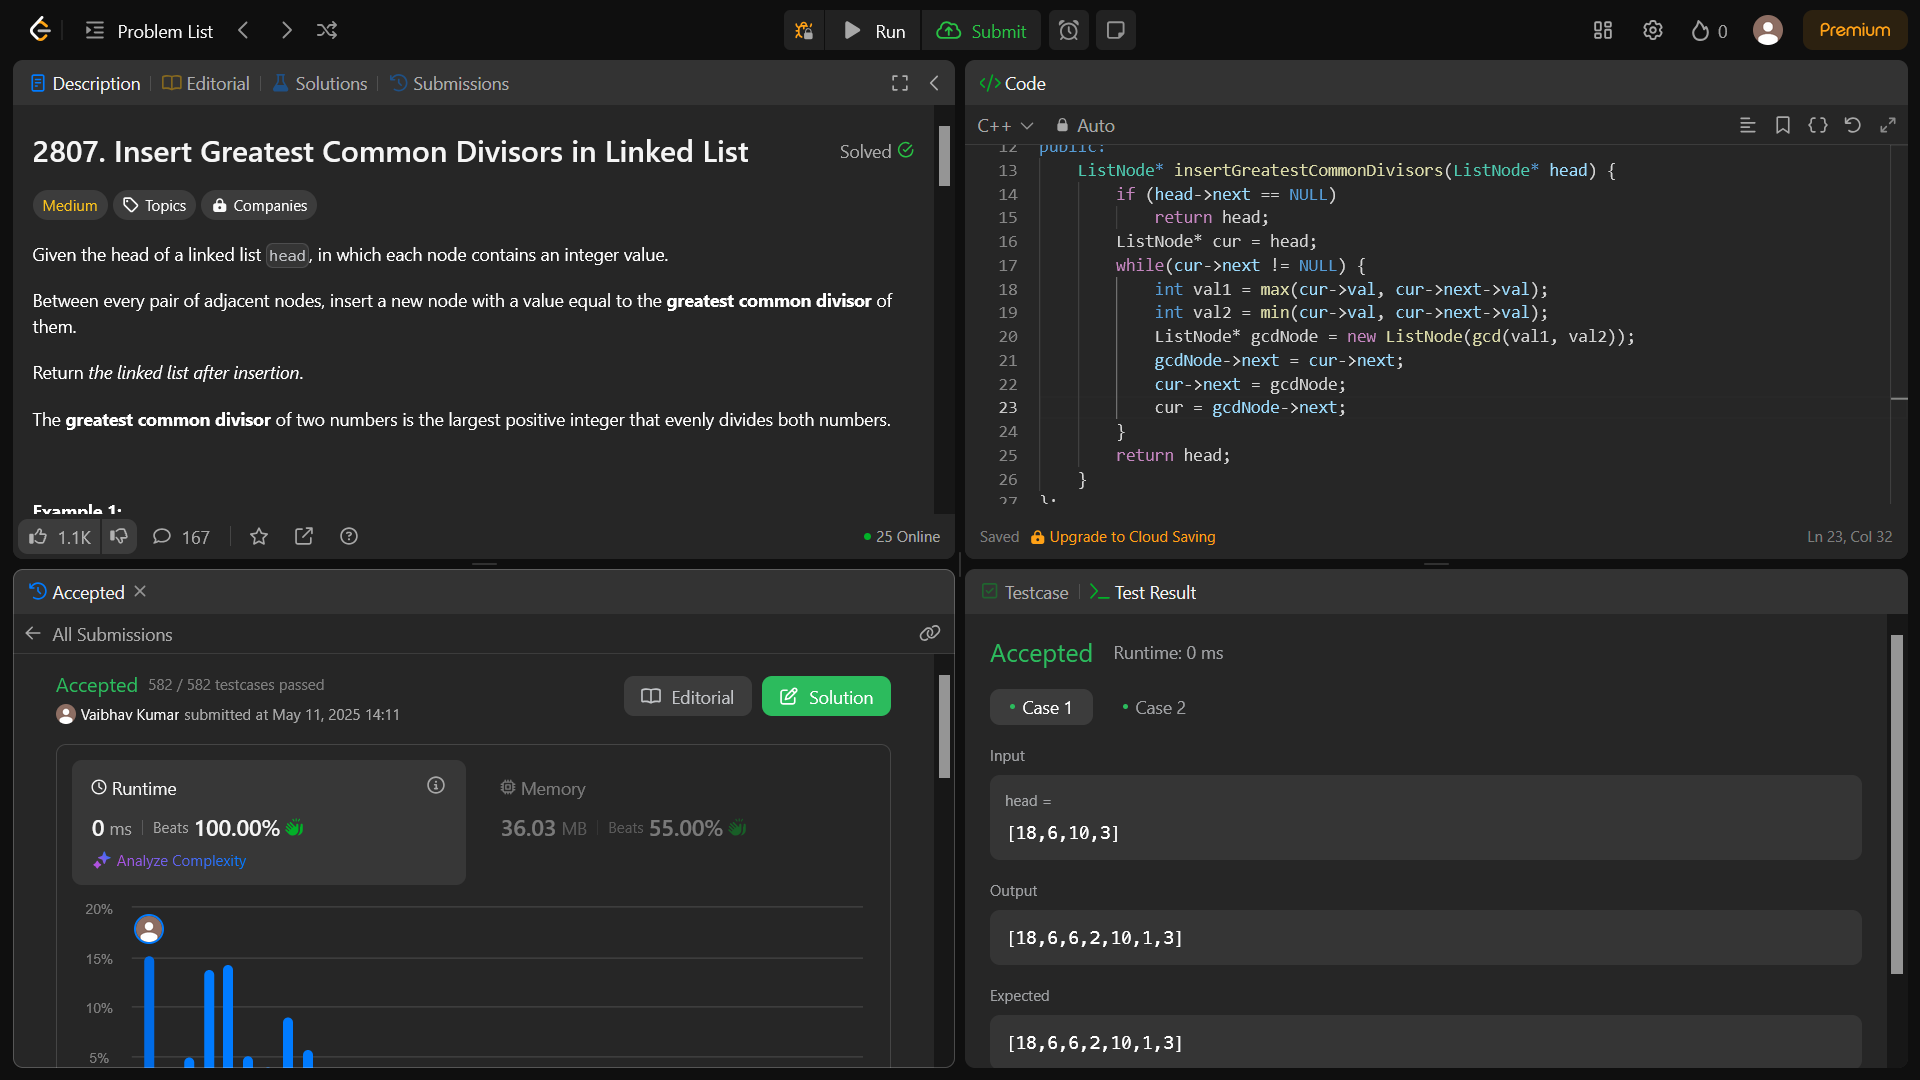 Problem List
Run
Submit
0
Premium
Description
Editorial
Solutions
Submissions
2807. Insert Greatest Common Divisors in Linked List
Solved
Medium
Topics
Companies
Given the head of a linked list head, in which each node contains an integer value.
Between every pair of adjacent nodes, insert a new node with a value equal to the greatest common divisor of
them.
Return the linked list after insertion.
The greatest common divisor of two numbers is the largest positive integer that evenly divides both numbers.
Example 1:
1.1K
167
25 Online
Code
C++
Auto
12 public:
13 ListNode* insertGreatestCommonDivisors(ListNode* head) {
14 if (head->next == NULL)
15 return head;
16 ListNode* cur = head;
17 while(cur->next != NULL) {
18 int val1 = max(cur->val, cur->next->val);
19 int val2 = min(cur->val, cur->next->val);
20 ListNode* gcdNode = new ListNode(gcd(val1, val2));
21 gcdNode->next = cur->next;
22 cur->next = gcdNode;
23 cur = gcdNode->next;
24 }
25 return head;
26 }
27 };
Saved
Upgrade to Cloud Saving
Ln 23, Col 32
Accepted
All Submissions
Accepted 582 / 582 testcases passed
Vaibhav Kumar submitted at May 11, 2025 14:11
Editorial
Solution
Runtime
0 ms
Beats 100.00%
Analyze Complexity
Memory
36.03 MB
Beats 55.00%
20%
15%
10%
5%
Testcase
Test Result
Accepted
Runtime: 0 ms
Case 1
Case 2
Input
head =
[18,6,10,3]
Output
[18,6,6,2,10,1,3]
Expected
[18,6,6,2,10,1,3]